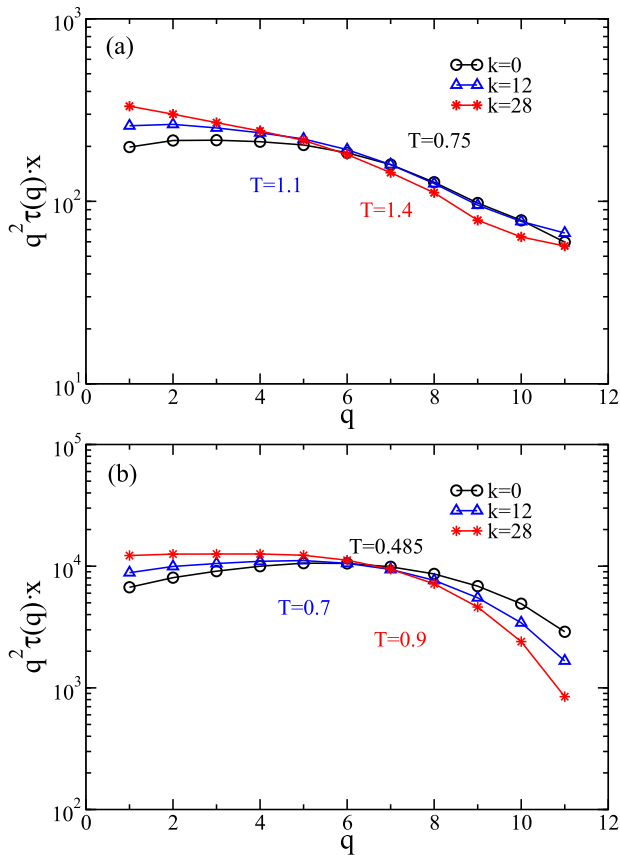 10³
(a)
k=0
k=12
k=28
T=0.75
q² τ(q)·x
10²
T=1.1
T=1.4
10¹
0 2 4 6 8 10 12
q
10⁵
(b)
k=0
k=12
k=28
T=0.485
10⁴
T=0.7
q² τ(q)·x
T=0.9
10³
10²
0 2 4 6 8 10 12
q